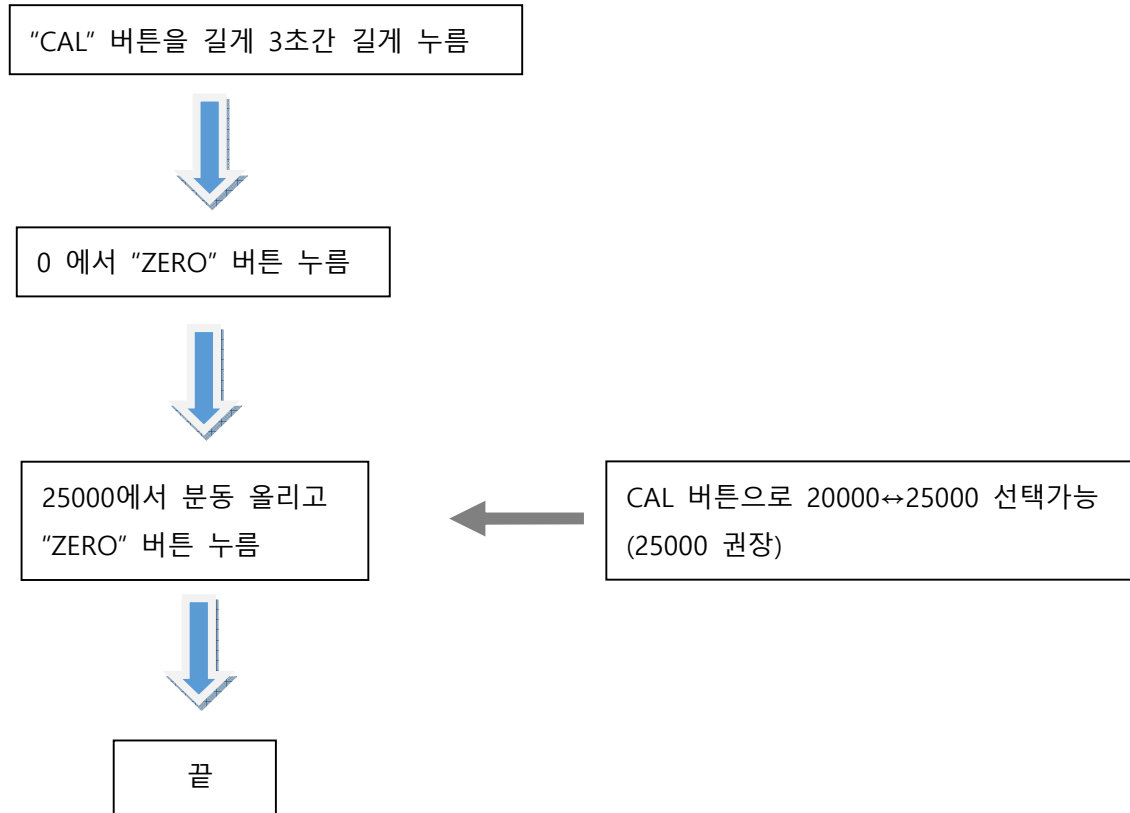 “CAL” 버튼을 길게 3초간 길게 누름
0 에서 “ZERO” 버튼 누름
25000에서 분동 올리고
“ZERO” 버튼 누름
CAL 버튼으로 20000↔25000 선택가능
(25000 권장)
끝